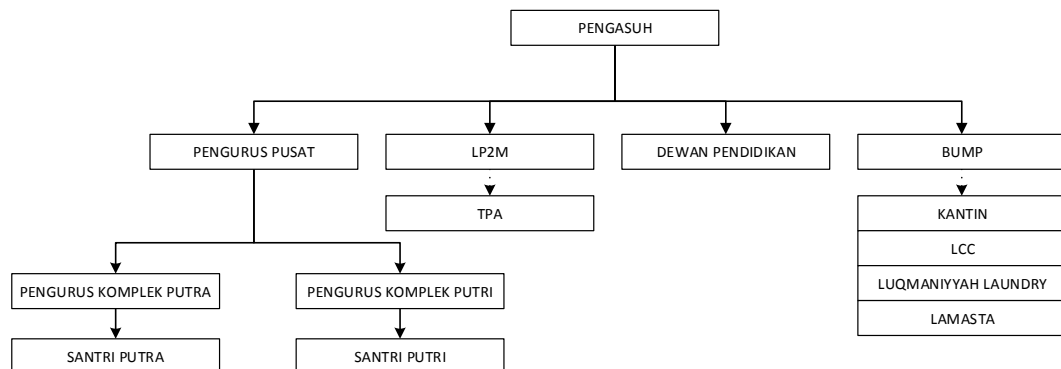 PENGASUH
PENGURUS PUSAT
LP2M
DEWAN PENDIDIKAN
BUMP
TPA
KANTIN
LCC
LUQMANIYYAH LAUNDRY
LAMASTA
PENGURUS KOMPLEK PUTRA
PENGURUS KOMPLEK PUTRI
SANTRI PUTRA
SANTRI PUTRI